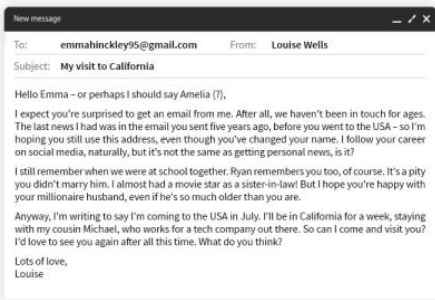 New message
To: emmahinckley95@gmail.com From: Louise Wells
Subject: My visit to California
Hello Emma – or perhaps I should say Amelia (?),
I expect you're surprised to get an email from me. After all, we haven't been in touch for ages.
The last news I had was in the email you sent five years ago, before you went to the USA – so I'm
hoping you still use this address, even though you've changed your name. I follow your career
on social media, naturally, but it's not the same as getting personal news, is it?
I still remember when we were at school together. Ryan remembers you too, of course. It's a pity
you didn't marry him. I almost had a movie star as a sister-in-law! But I hope you're happy with
your millionaire husband, even if he's so much older than you are.
Anyway, I'm writing to say I'm coming to the USA in July. I'll be in California for a week, staying
with my cousin Michael, who works for a tech company out there. So can I come and visit you?
I'd love to see you again after all this time. What do you think?
Lots of love,
Louise